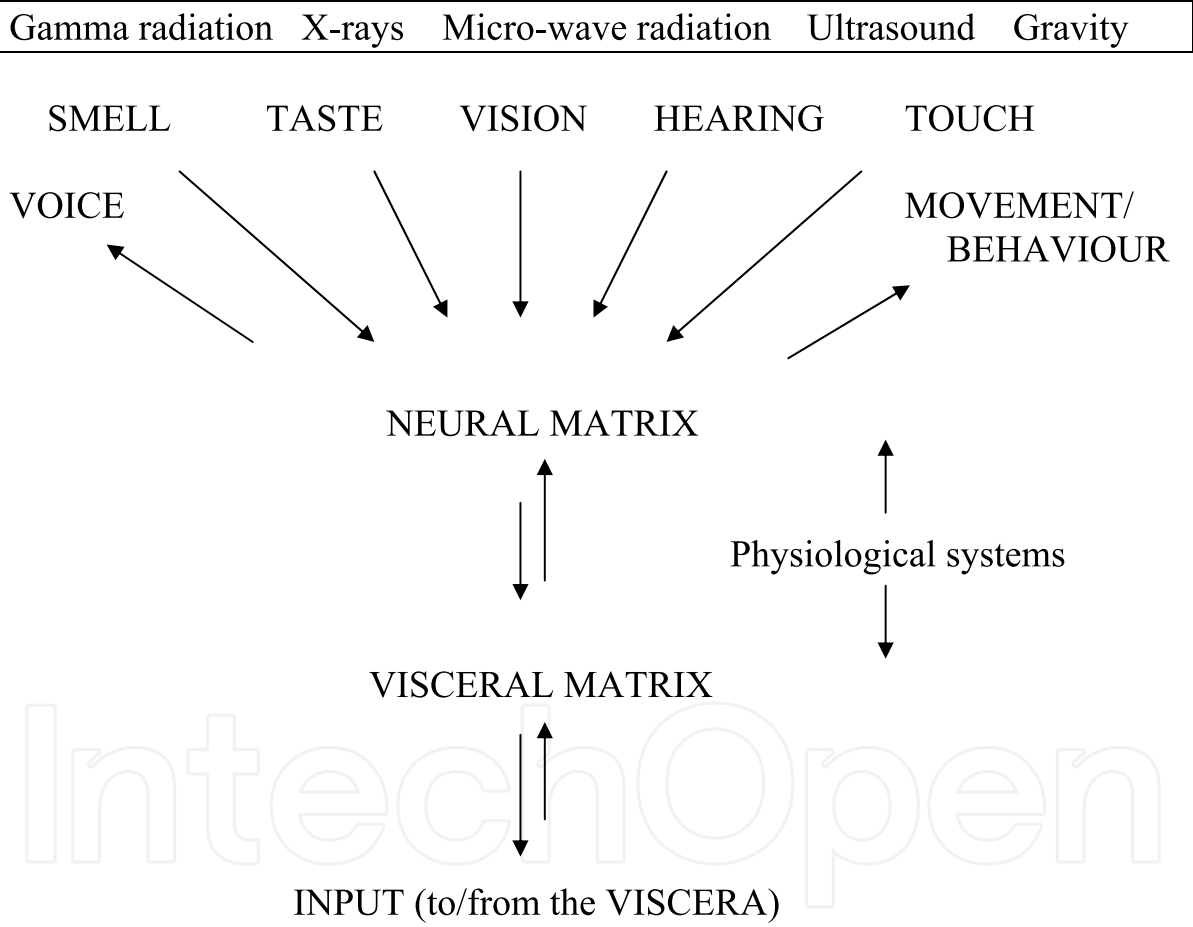 Gamma radiation X-rays Micro-wave radiation Ultrasound Gravity
SMELL TASTE VISION HEARING TOUCH
VOICE
MOVEMENT/
BEHAVIOUR
NEURAL MATRIX
Physiological systems
VISCERAL MATRIX
IntechOpen
INPUT (to/from the VISCERA)